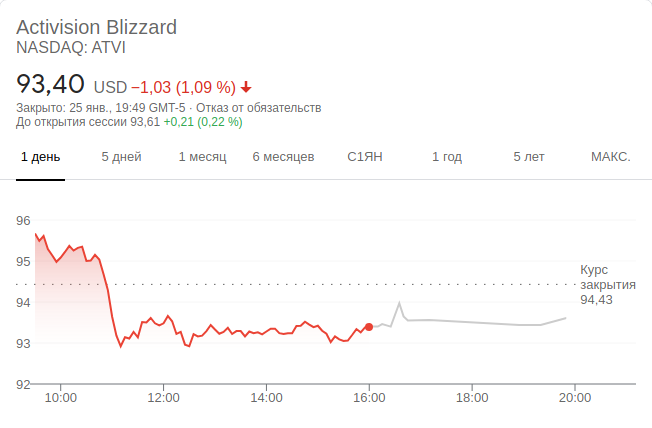 Activision Blizzard
NASDAQ: ATVI
93,40 USD −1,03 (1,09 %)
Закрыто: 25 янв., 19:49 GMT-5 · Отказ от обязательств
До открытия сессии 93,61 +0,21 (0,22 %)
1 день 5 дней 1 месяц 6 месяцев С1ЯН 1 год 5 лет МАКС.
96
95
Курс
закрытия
94,43
94
93
92
10:00 12:00 14:00 16:00 18:00 20:00